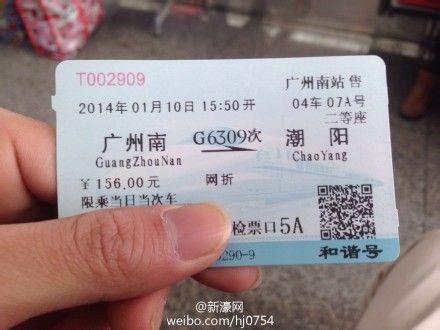 T002909
广州南站 售
2014年01月10日 15:50开
04车 07A号
二等座
广州南 G6309次 潮 阳
GuangZhouNan ChaoYang
￥156.00元 网折
限乘当日当次车
检票口5A
0290-9
和谐号
@新濠网
weibo.com/hj0754